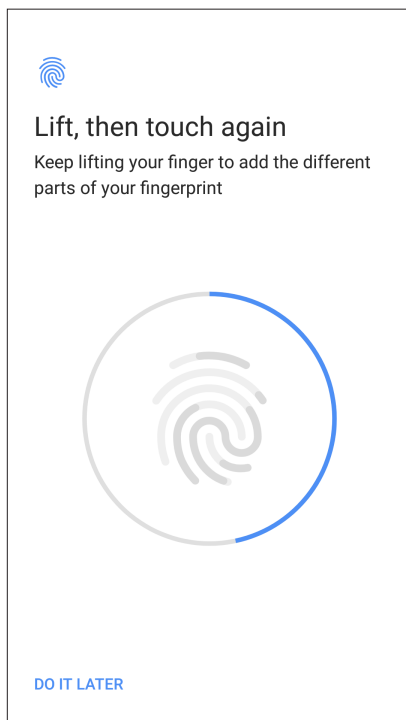 Lift, then touch again
Keep lifting your finger to add the different
parts of your fingerprint
DO IT LATER